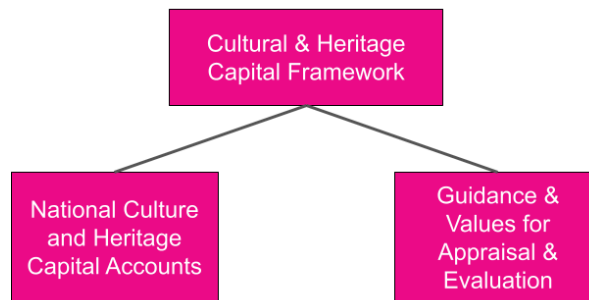 Cultural & Heritage
Capital Framework
National Culture
and Heritage
Capital Accounts
Guidance &
Values for
Appraisal &
Evaluation